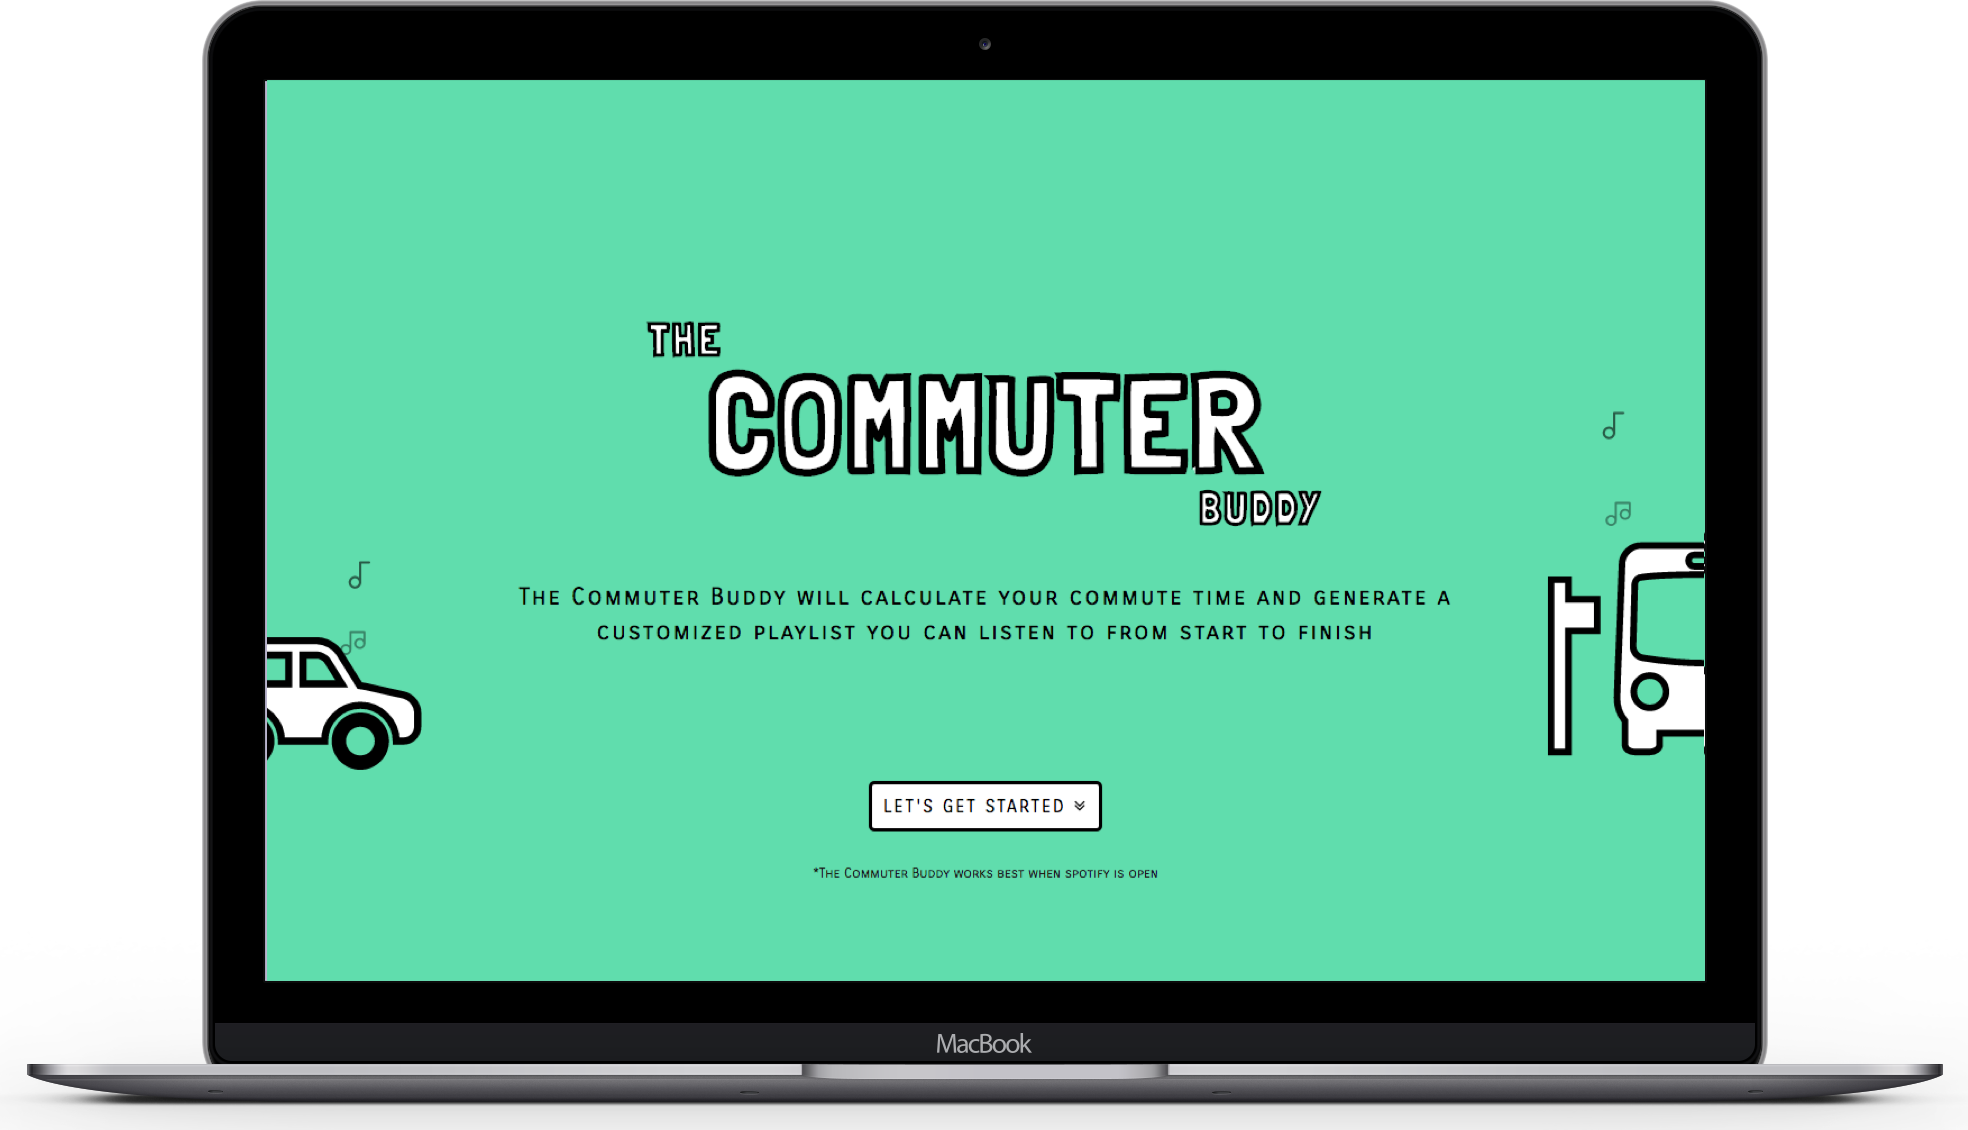 THE
COMMUTER
BUDDY
The Commuter Buddy will calculate your commute time and generate a
customized playlist you can listen to from start to finish
LET'S GET STARTED
*The Commuter Buddy works best when spotify is open
MacBook